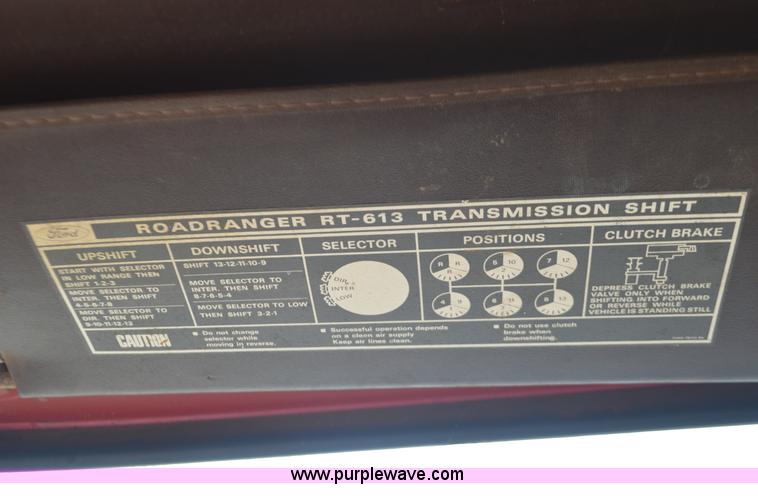 Ford
ROADRANGER RT-613 TRANSMISSION SHIFT
UPSHIFT
START WITH SELECTOR
IN LOW RANGE THEN
SHIFT 1-2-3
MOVE SELECTOR TO
INTER. THEN SHIFT
4-5-6-7-8
MOVE SELECTOR TO
DIR. THEN SHIFT
9-10-11-12-13
DOWNSHIFT
SHIFT 13-12-11-10-9
MOVE SELECTOR TO
INTER. THEN SHIFT
8-7-6-5-4
MOVE SELECTOR TO LOW
THEN SHIFT 3-2-1
SELECTOR
DIR.
INTER
LOW
POSITIONS
R R
R
5 10
7 12
4 9
6 11
8 13
CLUTCH BRAKE
DEPRESS CLUTCH BRAKE
VALVE ONLY WHEN
SHIFTING INTO FORWARD
OR REVERSE WHILE
VEHICLE IS STANDING STILL
CAUTION
Do not change
selector while
moving in reverse.
Successful operation depends
on a clean air supply
Keep air lines clean.
Do not use clutch
brake when
downshifting.
www.purplewave.com